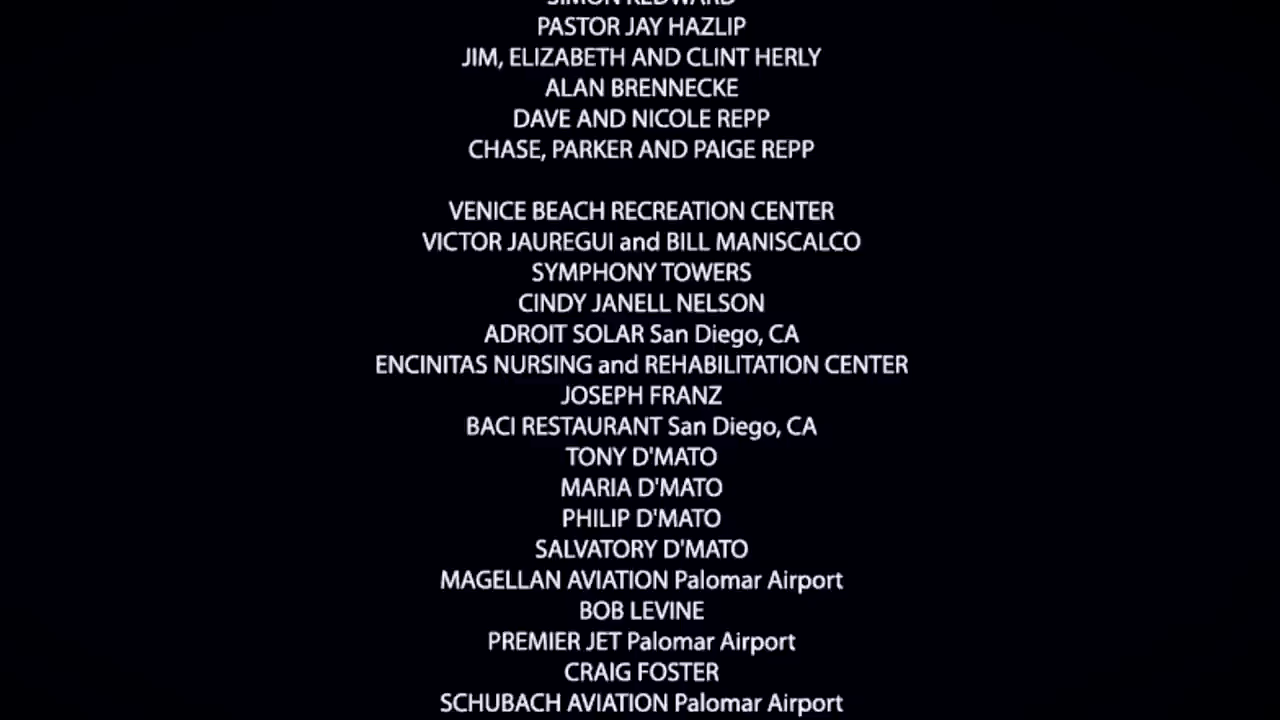 SIMON REDWARD
PASTOR JAY HAZLIP
JIM, ELIZABETH AND CLINT HERLY
ALAN BRENNECKE
DAVE AND NICOLE REPP
CHASE, PARKER AND PAIGE REPP
VENICE BEACH RECREATION CENTER
VICTOR JAUREGUI and BILL MANISCALCO
SYMPHONY TOWERS
CINDY JANELL NELSON
ADROIT SOLAR San Diego, CA
ENCINITAS NURSING and REHABILITATION CENTER
JOSEPH FRANZ
BACI RESTAURANT San Diego, CA
TONY D'MATO
MARIA D'MATO
PHILIP D'MATO
SALVATORY D'MATO
MAGELLAN AVIATION Palomar Airport
BOB LEVINE
PREMIER JET Palomar Airport
CRAIG FOSTER
SCHUBACH AVIATION Palomar Airport